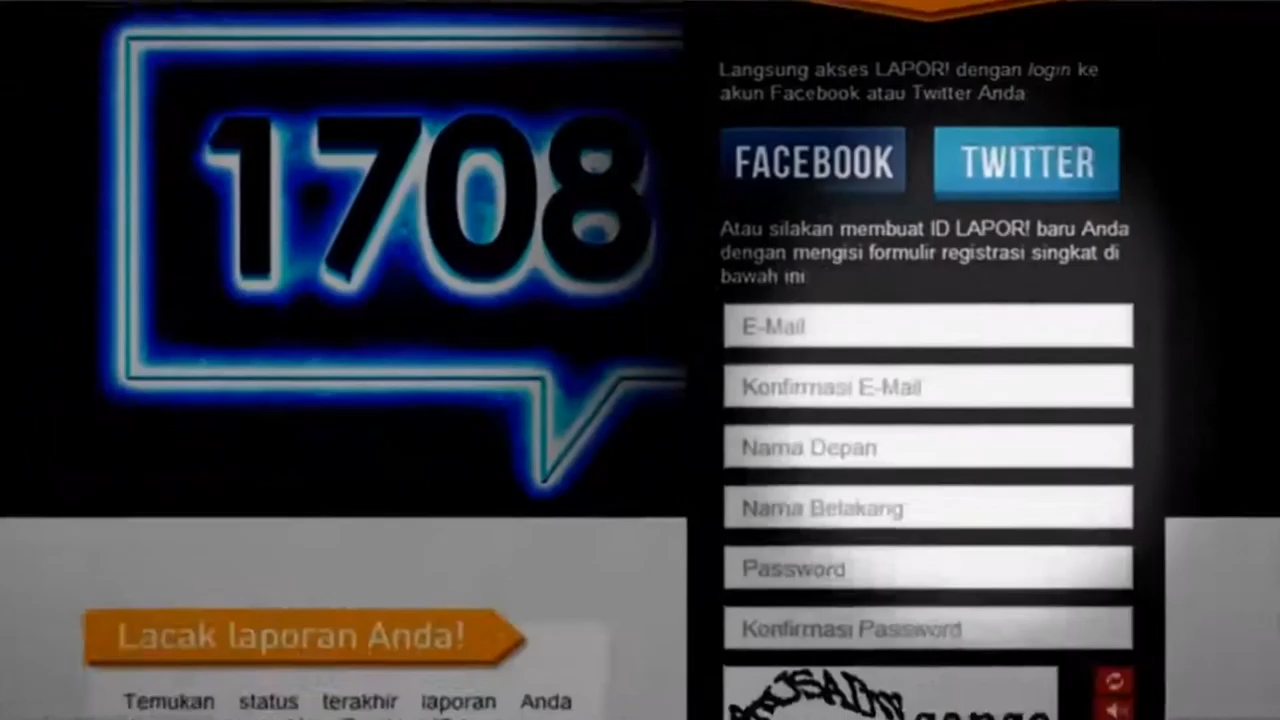 1708
Langsung akses LAPOR! dengan login ke
akun Facebook atau Twitter Anda
FACEBOOK
TWITTER
Atau silakan membuat ID LAPOR! baru Anda
dengan mengisi formulir registrasi singkat di
bawah ini
E-Mail
Konfirmasi E-Mail
Nama Depan
Nama Belakang
Password
Konfirmasi Password
Lacak laporan Anda!
Temukan status terakhir laporan Anda